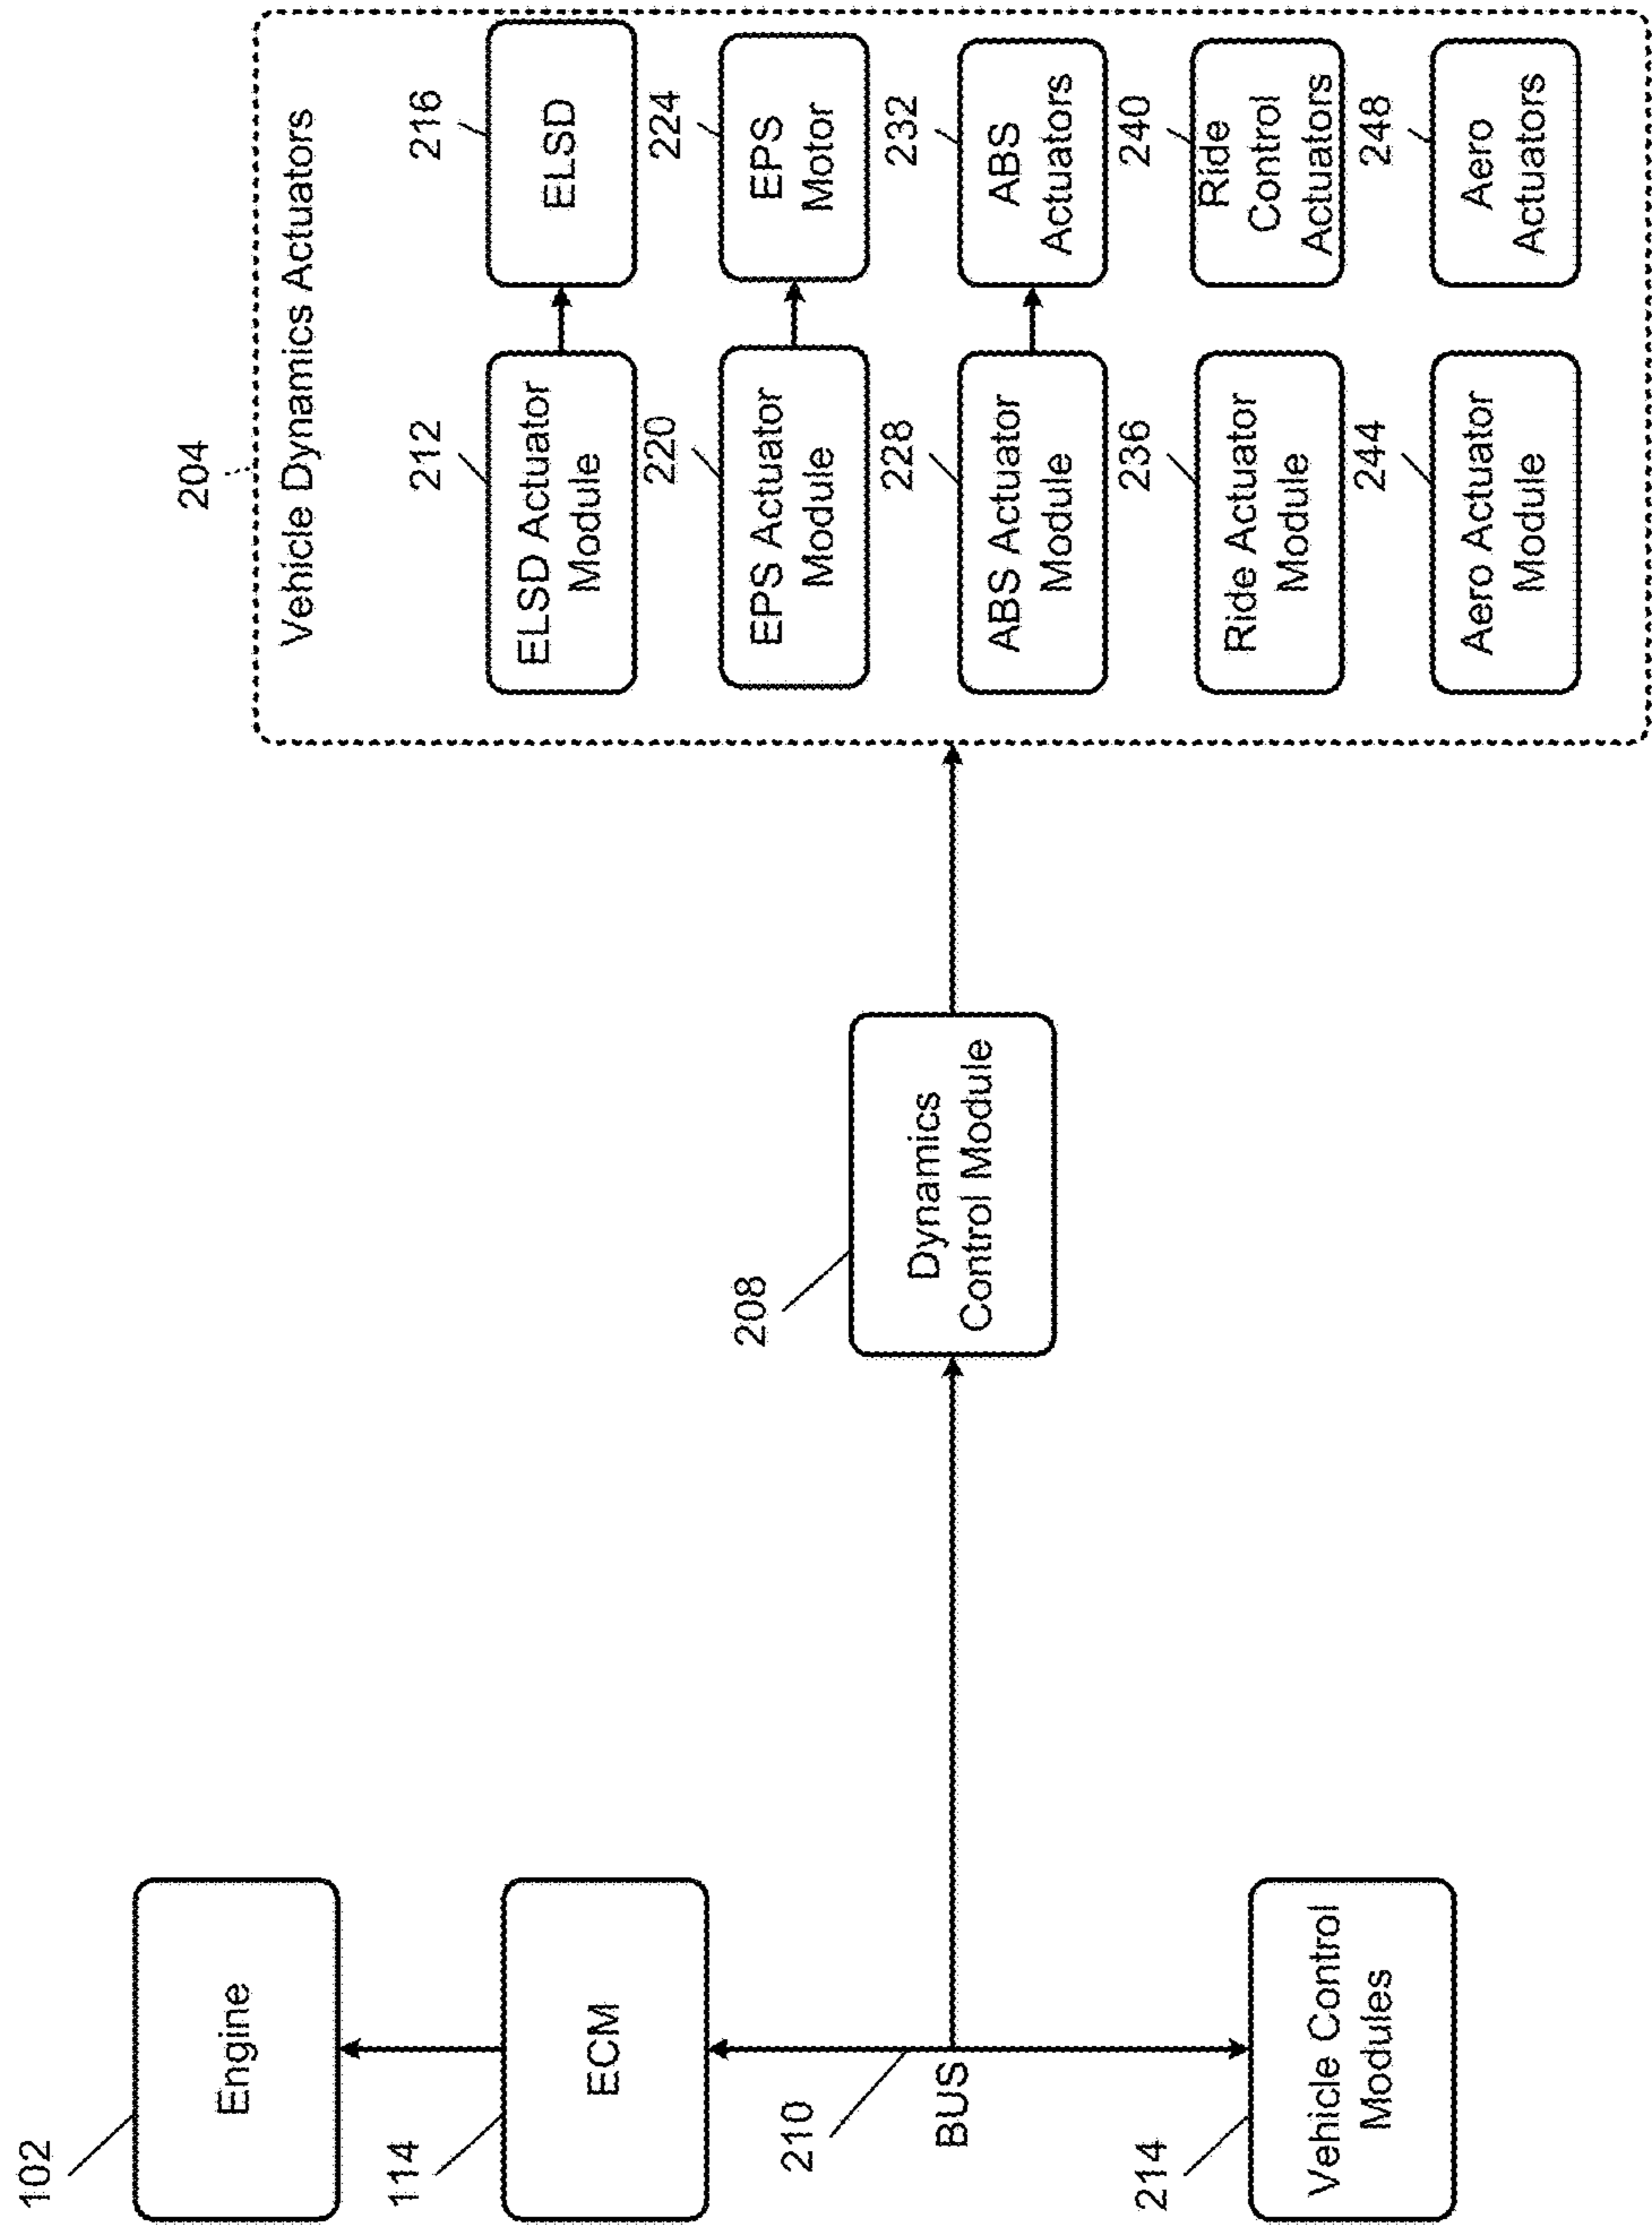 102
Engine
114
ECM
210
BUS
214
Vehicle Control
Modules
208
Dynamics
Control Module
204
Vehicle Dynamics Actuators
212
ELSD Actuator
Module
216
ELSD
220
EPS Actuator
Module
224
EPS
Motor
228
ABS Actuator
Module
232
ABS
Actuators
236
Ride Actuator
Module
240
Ride
Control
Actuators
244
Aero Actuator
Module
248
Aero
Actuators